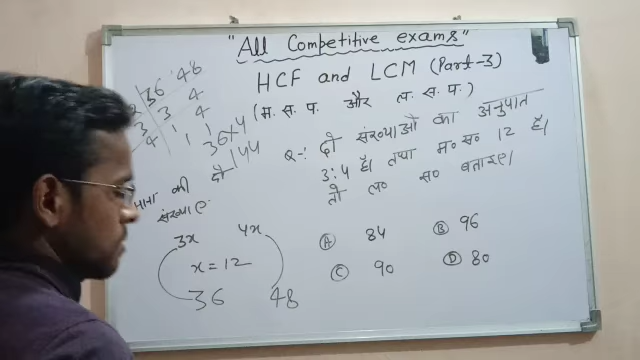 "All Competitive exams"
HCF and LCM (Part-3)
(म. स. प. और ल. स. प.)
36 48
3 4
3 4
4 1 1
36x4
144
Q-: दो संख्याओं का अनुपात
3:4 है। तथा म० स० 12 है।
तो ल० स० बताइए।
माना की दो
संख्याए
3x 4x
x = 12
36 48
(A) 84 (B) 96
(C) 90 (D) 80